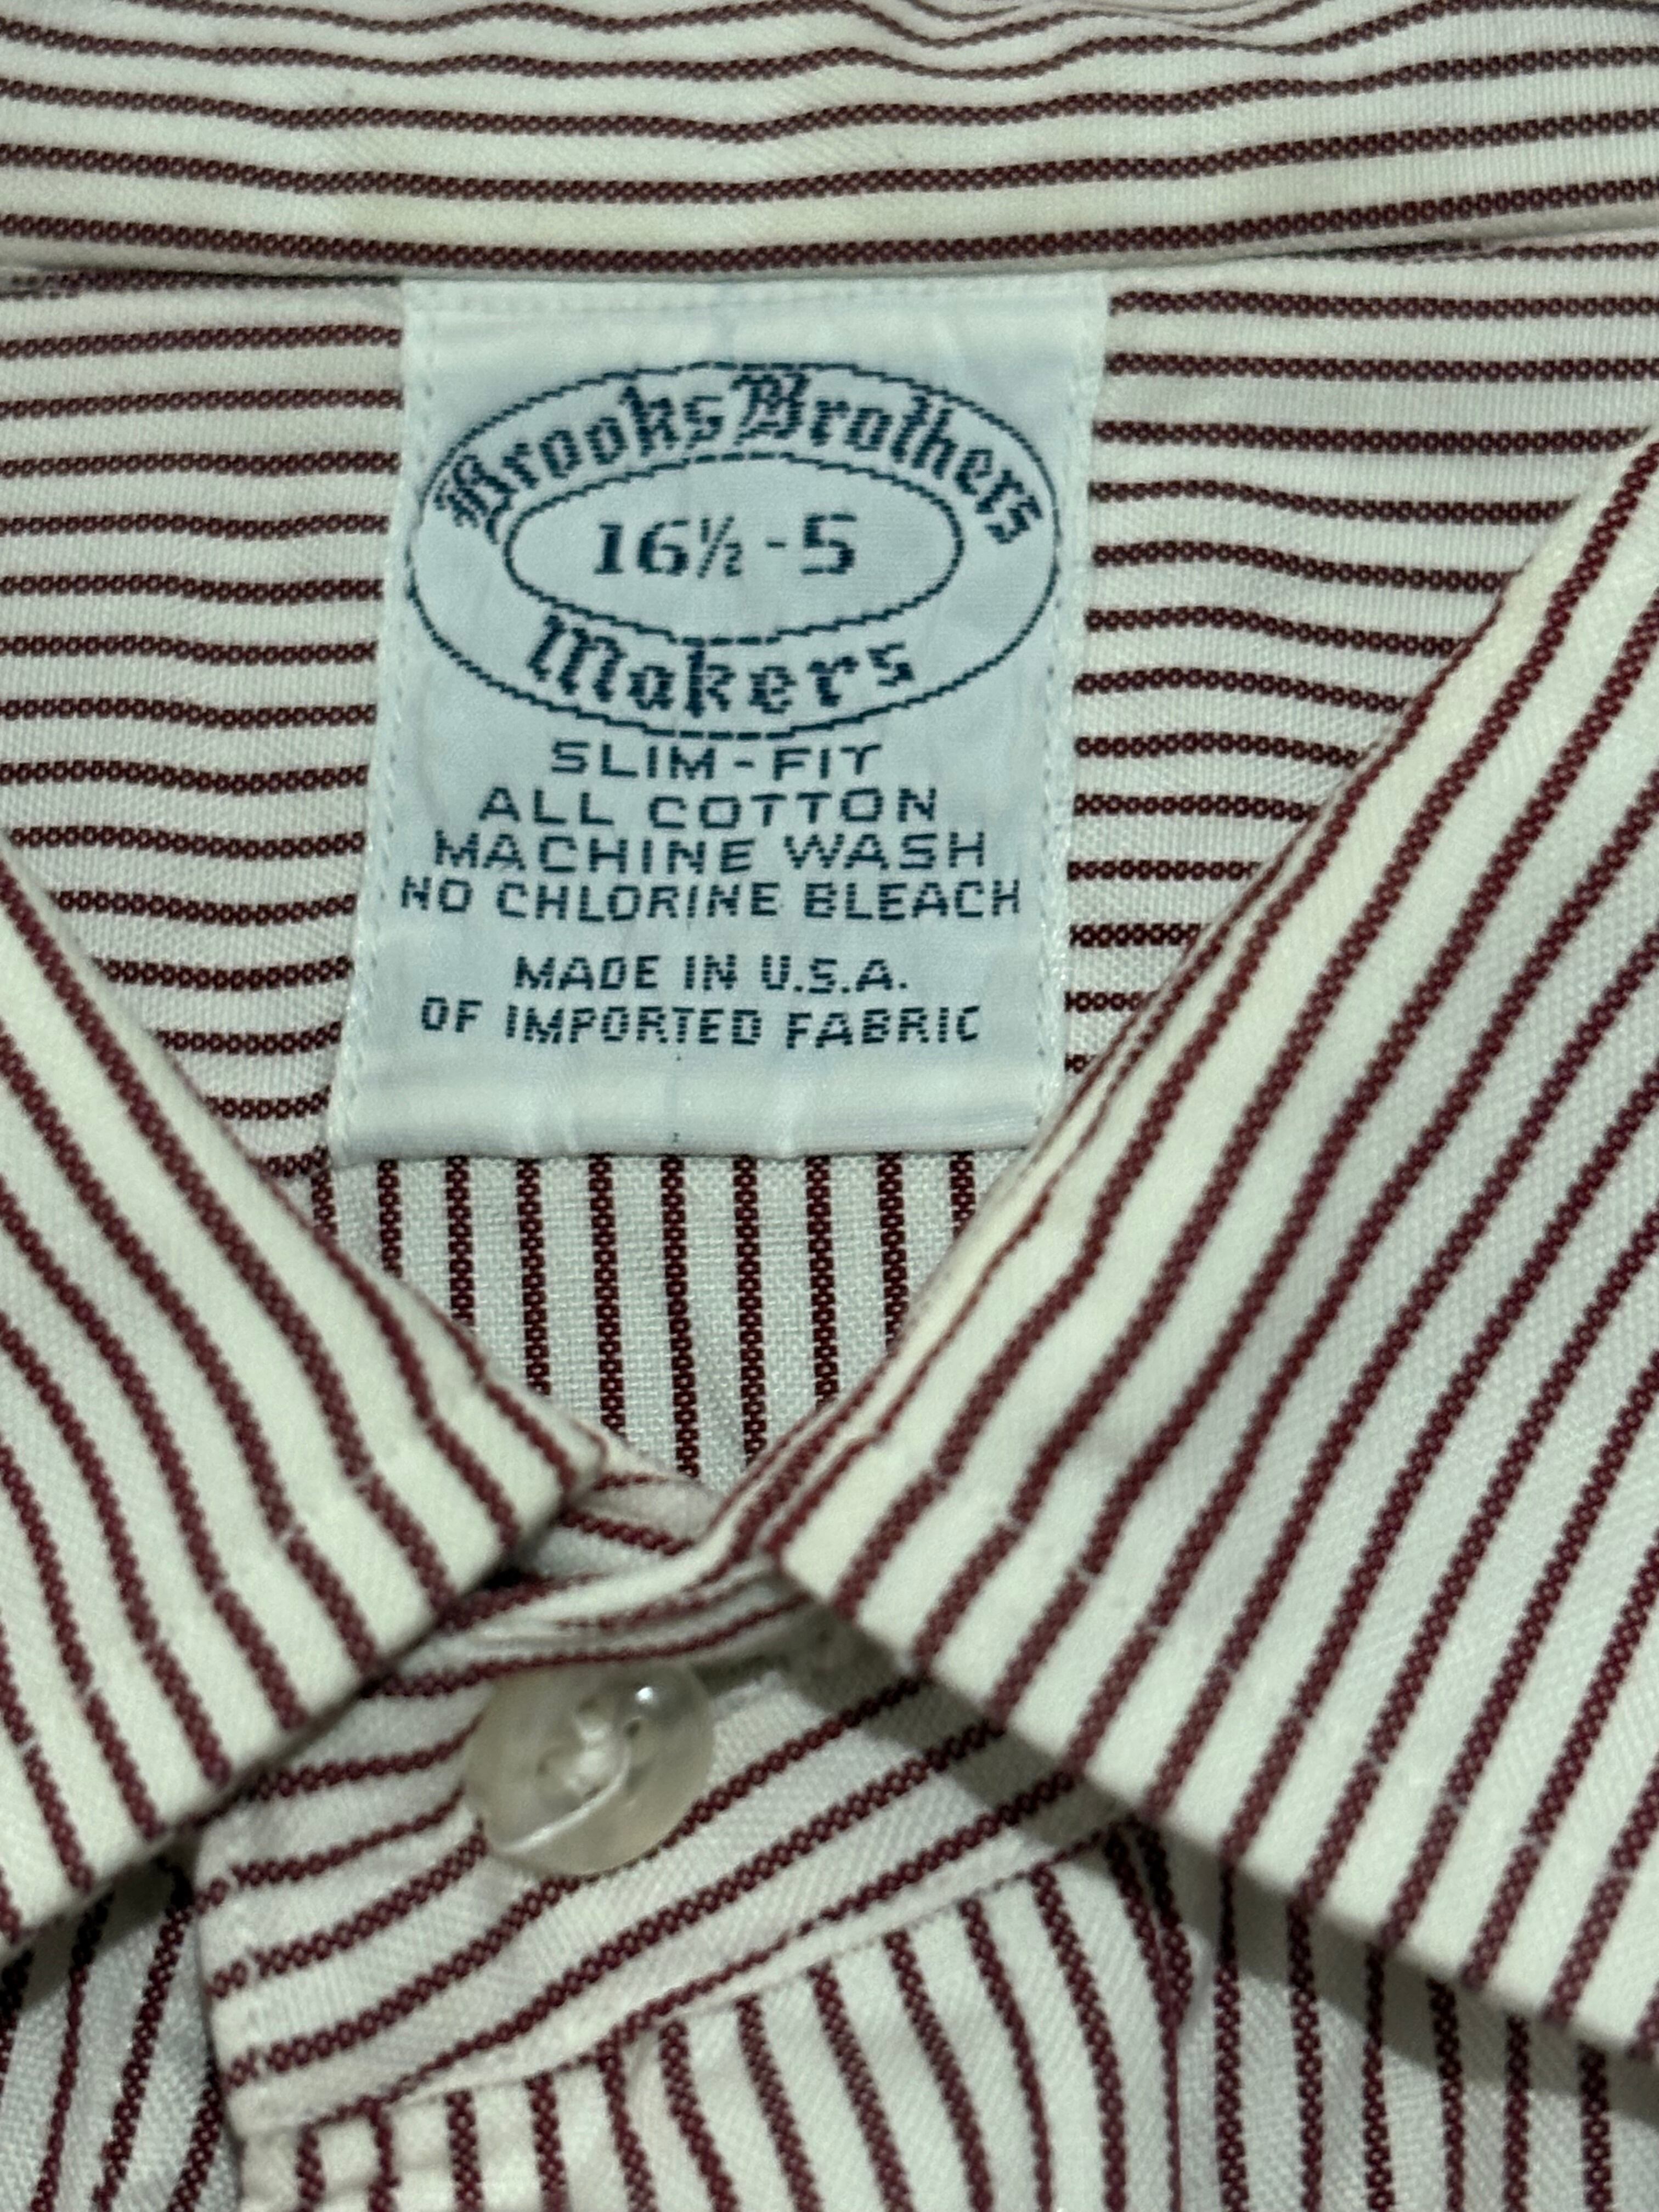 Brooks Brothers
16½ - 5
Makers
SLIM-FIT
ALL COTTON
MACHINE WASH
NO CHLORINE BLEACH
MADE IN U.S.A.
OF IMPORTED FABRIC